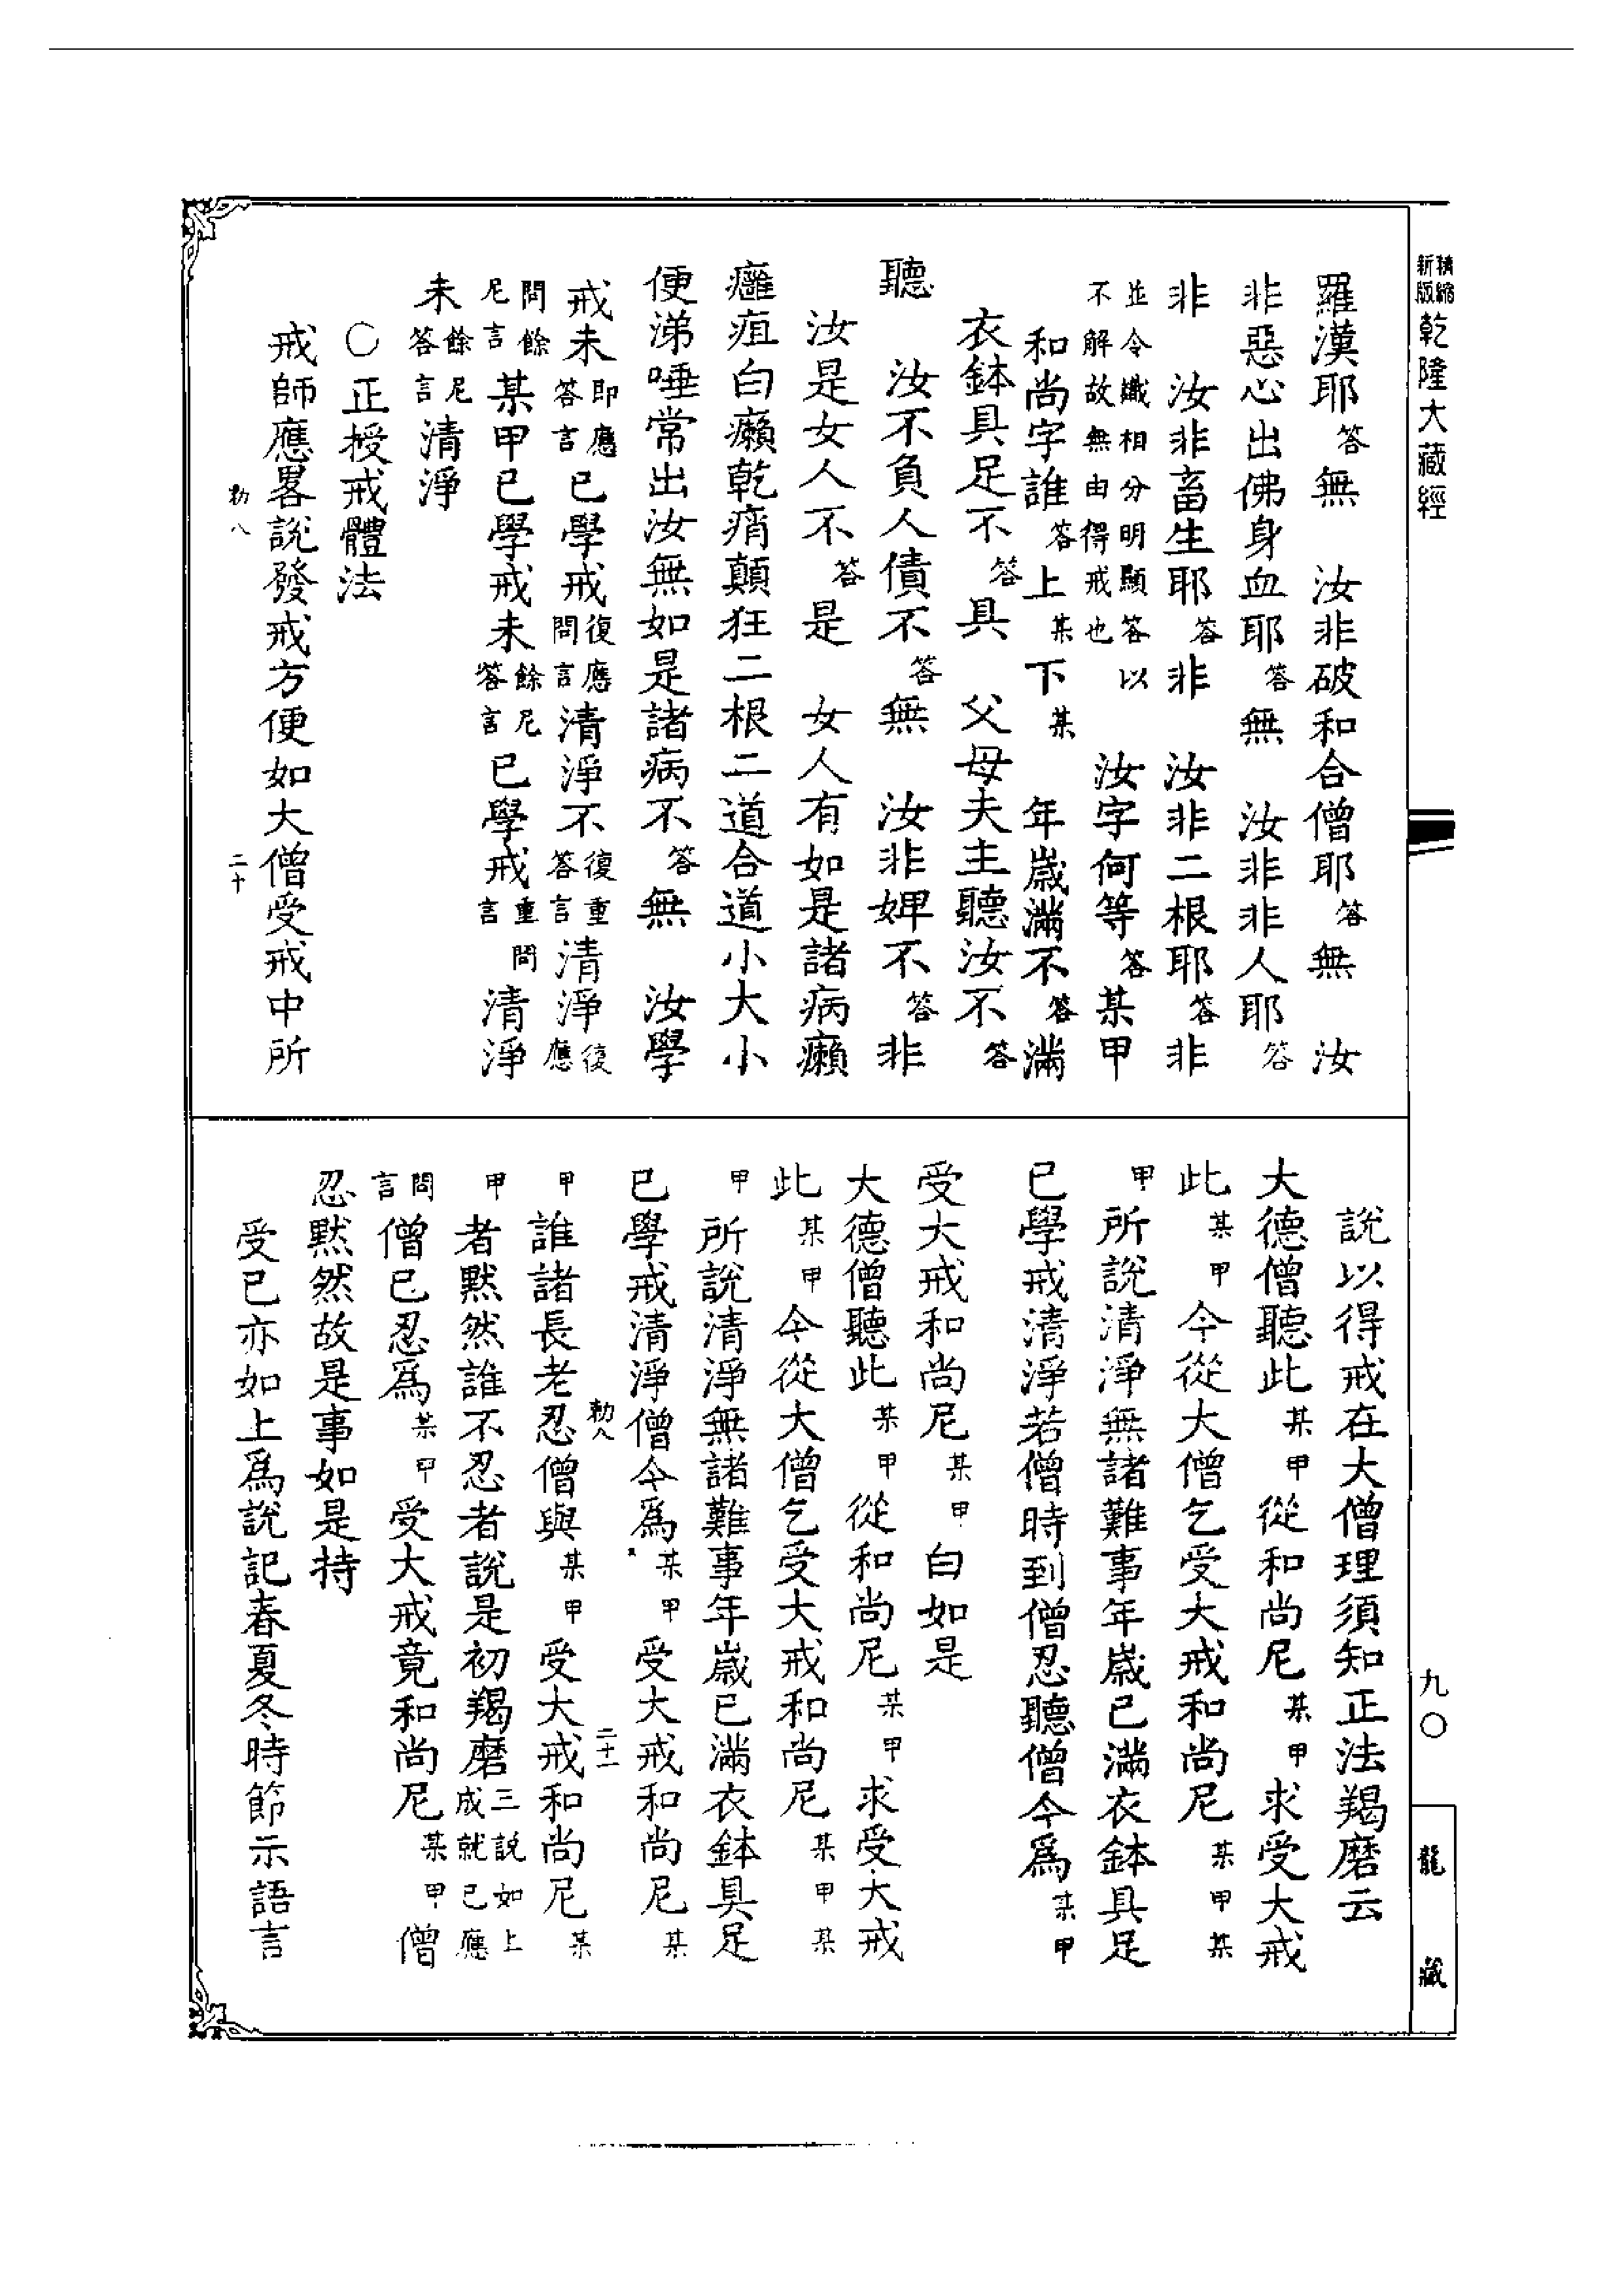 精縮新版乾隆大藏經
九〇
龍藏
羅漢耶答無 汝非破和合僧耶答無 汝
非惡心出佛身血耶答無 汝非非人耶答
非 汝非畜生耶答非 汝非二根耶答非
並令熾相分明顯答以不解故無由得戒也 汝字何等答某甲
和尚字誰答上某下某 年歲滿不答滿
衣鉢具足不答具 父母夫主聽汝不答
聽 汝不負人債不答無 汝非婢不答非
汝是女人不答是 女人有如是諸病癩
癰疽白癩乾痟顛狂二根二道合道小大小
便涕唾常出汝無如是諸病不答無 汝學
戒未即應答言已學戒復應問言清淨不復重答言清淨復應
問餘尼言某甲已學戒未餘尼答言已學戒重問言清淨
未餘尼答言清淨
〇正授戒體法
戒師應畧說發戒方便如大僧受戒中所
勑八 二十
說以得戒在大僧理須知正法羯磨云
大德僧聽此某甲從和尚尼某甲求受大戒
此某甲今從大僧乞受大戒和尚尼某甲某
甲所說清淨無諸難事年歲已滿衣鉢具足
已學戒清淨若僧時到僧忍聽僧今爲某甲
受大戒和尚尼某甲白如是
大德僧聽此某甲從和尚尼某甲求受大戒
此某甲今從大僧乞受大戒和尚尼某甲某
甲所說清淨無諸難事年歲已滿衣鉢具足
已學戒清淨僧今爲某甲受大戒和尚尼某
勑八 二十一
甲誰諸長老忍僧與某甲受大戒和尚尼某
甲者默然誰不忍者說是初羯磨三說如上成就已應
問言僧已忍爲某甲受大戒竟和尚尼某甲僧
忍默然故是事如是持
受已亦如上爲說記春夏冬時節示語言